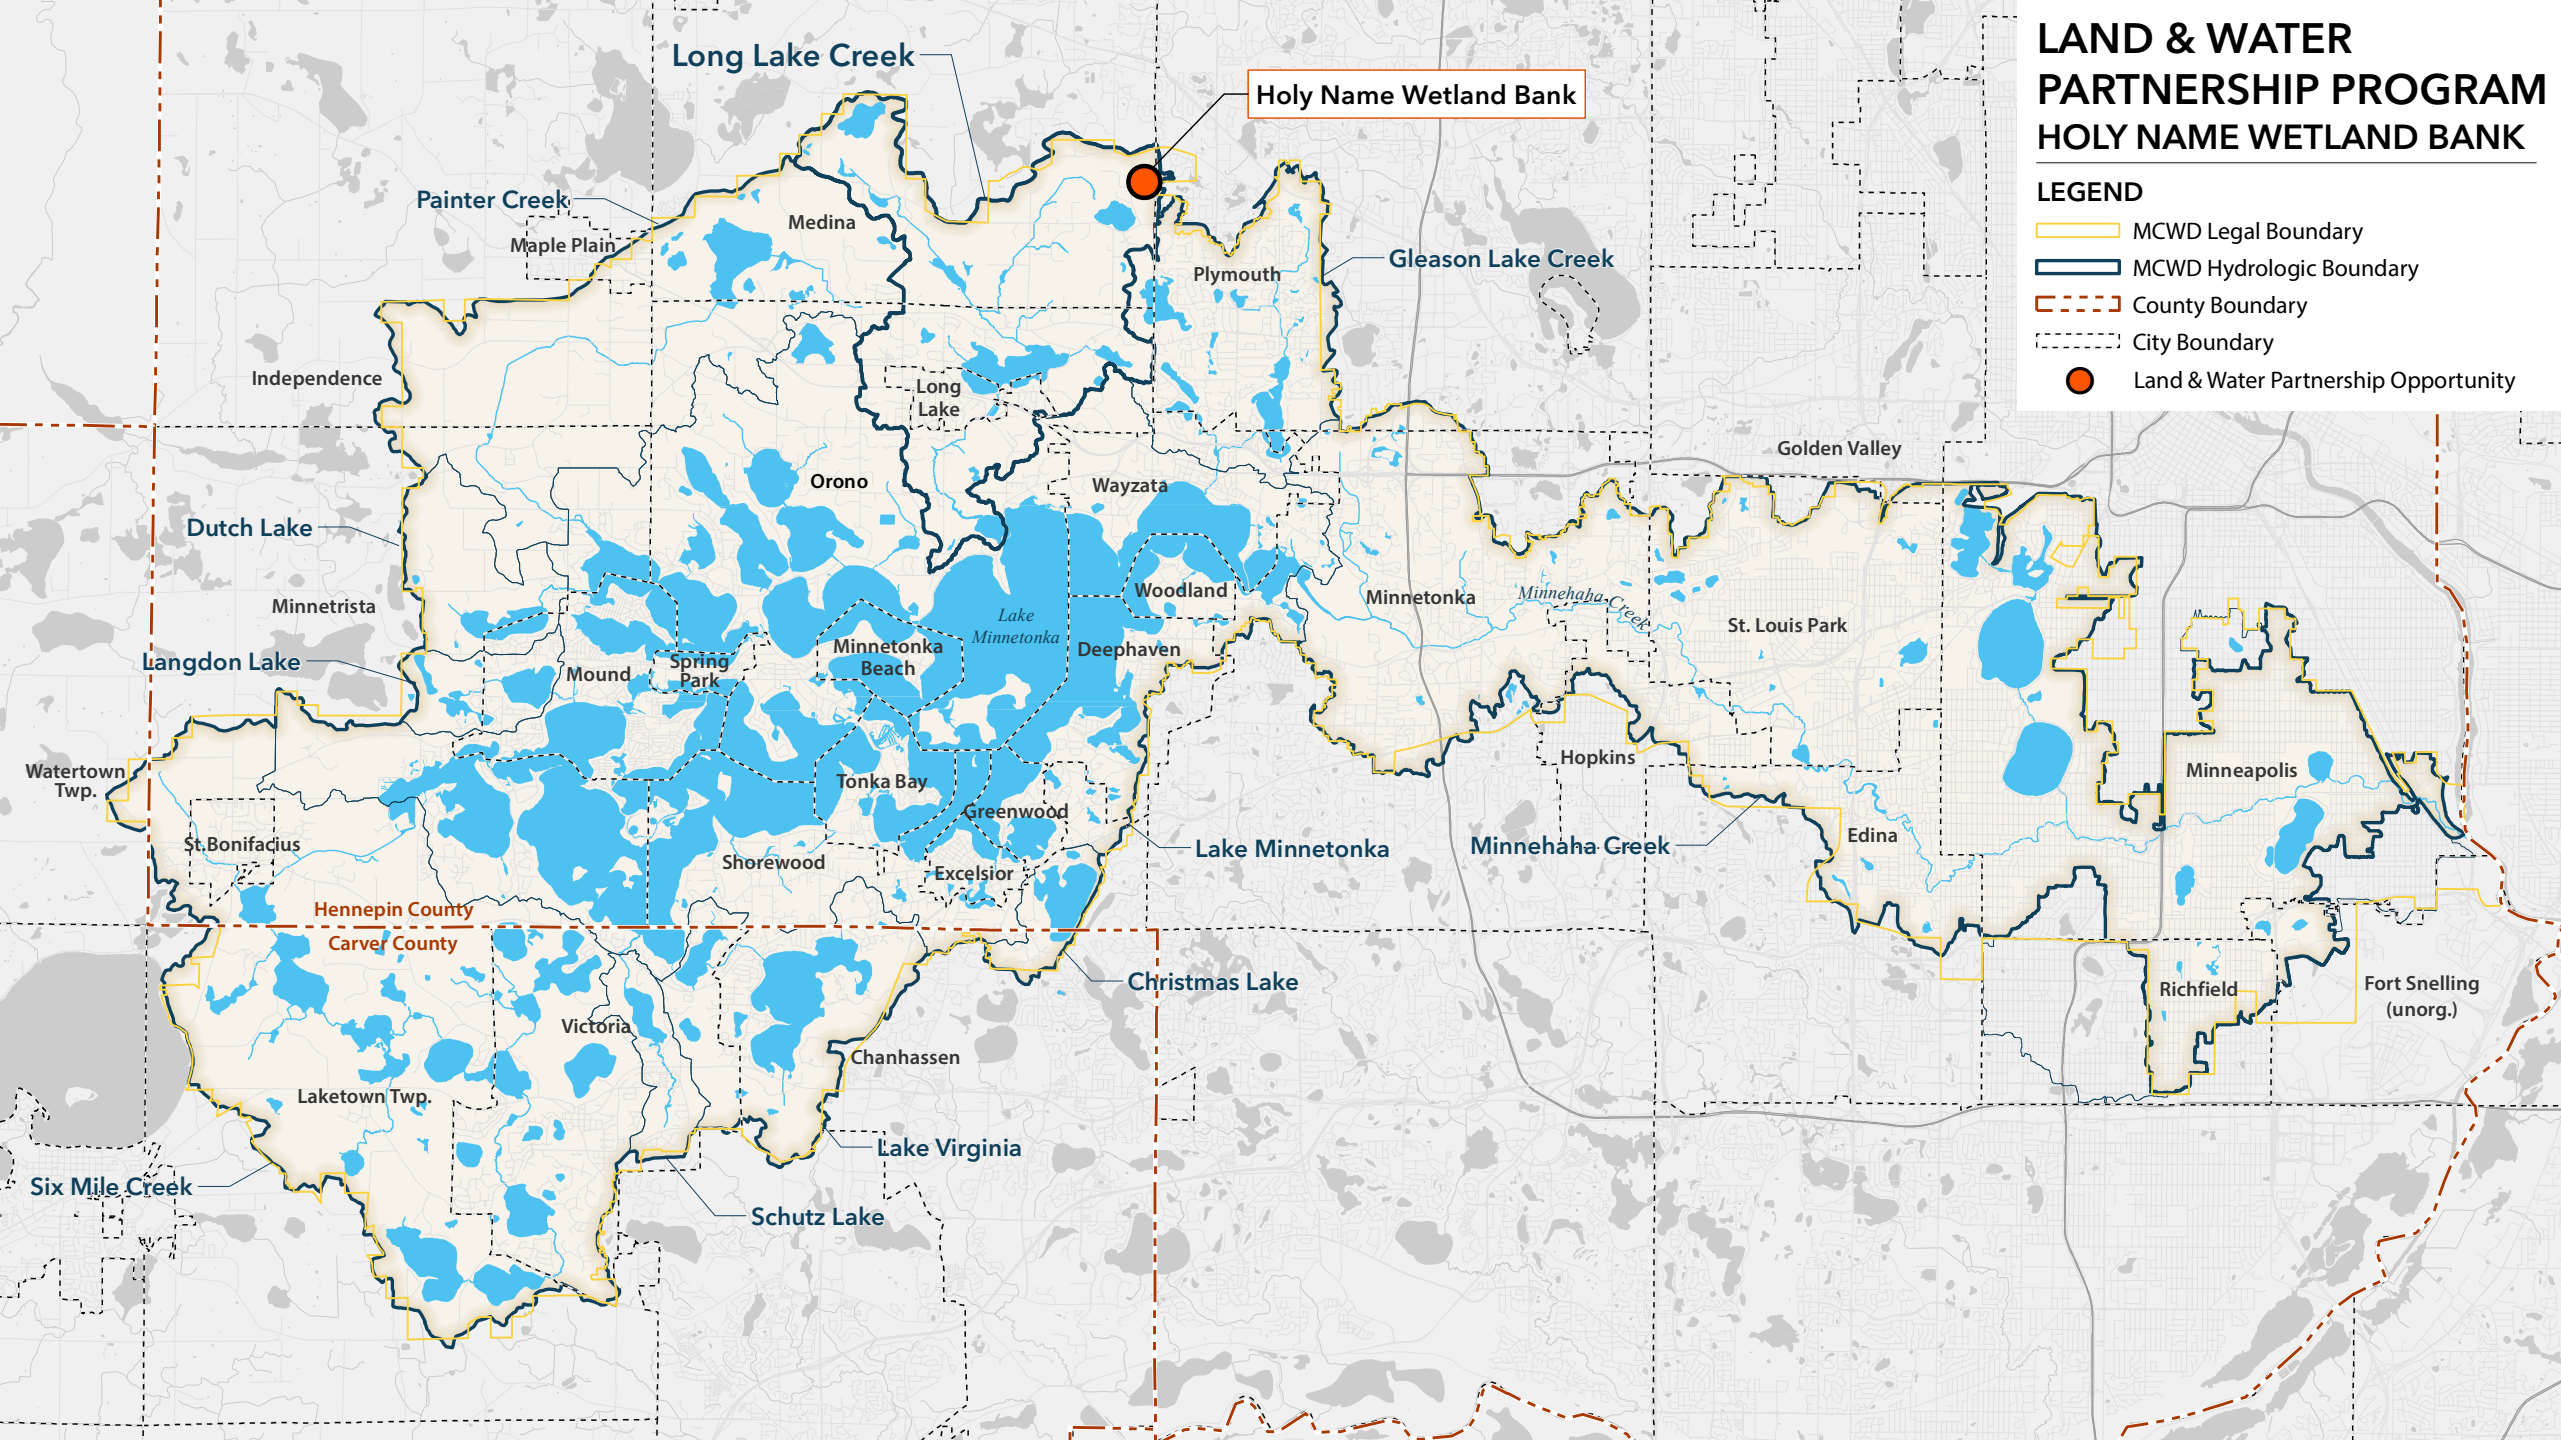 LAND & WATER
PARTNERSHIP PROGRAM
HOLY NAME WETLAND BANK
LEGEND
MCWD Legal Boundary
MCWD Hydrologic Boundary
County Boundary
City Boundary
Land & Water Partnership Opportunity
Long Lake Creek
Holy Name Wetland Bank
Painter Creek
Medina
Maple Plain
Gleason Lake Creek
Plymouth
Independence
Long
Lake
Golden Valley
Orono
Wayzata
Dutch Lake
Woodland
Minnetonka
Minnehaha Creek
Minnetrista
Lake
Minnetonka
St. Louis Park
Minnetonka
Beach
Deephaven
Langdon Lake
Spring
Park
Mound
Hopkins
Watertown
Twp.
Minneapolis
Tonka Bay
Greenwood
Edina
St.Bonifacius
Lake Minnetonka
Minnehaha Creek
Shorewood
Excelsior
Hennepin County
Carver County
Christmas Lake
Richfield
Fort Snelling
(unorg.)
Victoria
Chanhassen
Laketown Twp.
Lake Virginia
Six Mile Creek
Schutz Lake